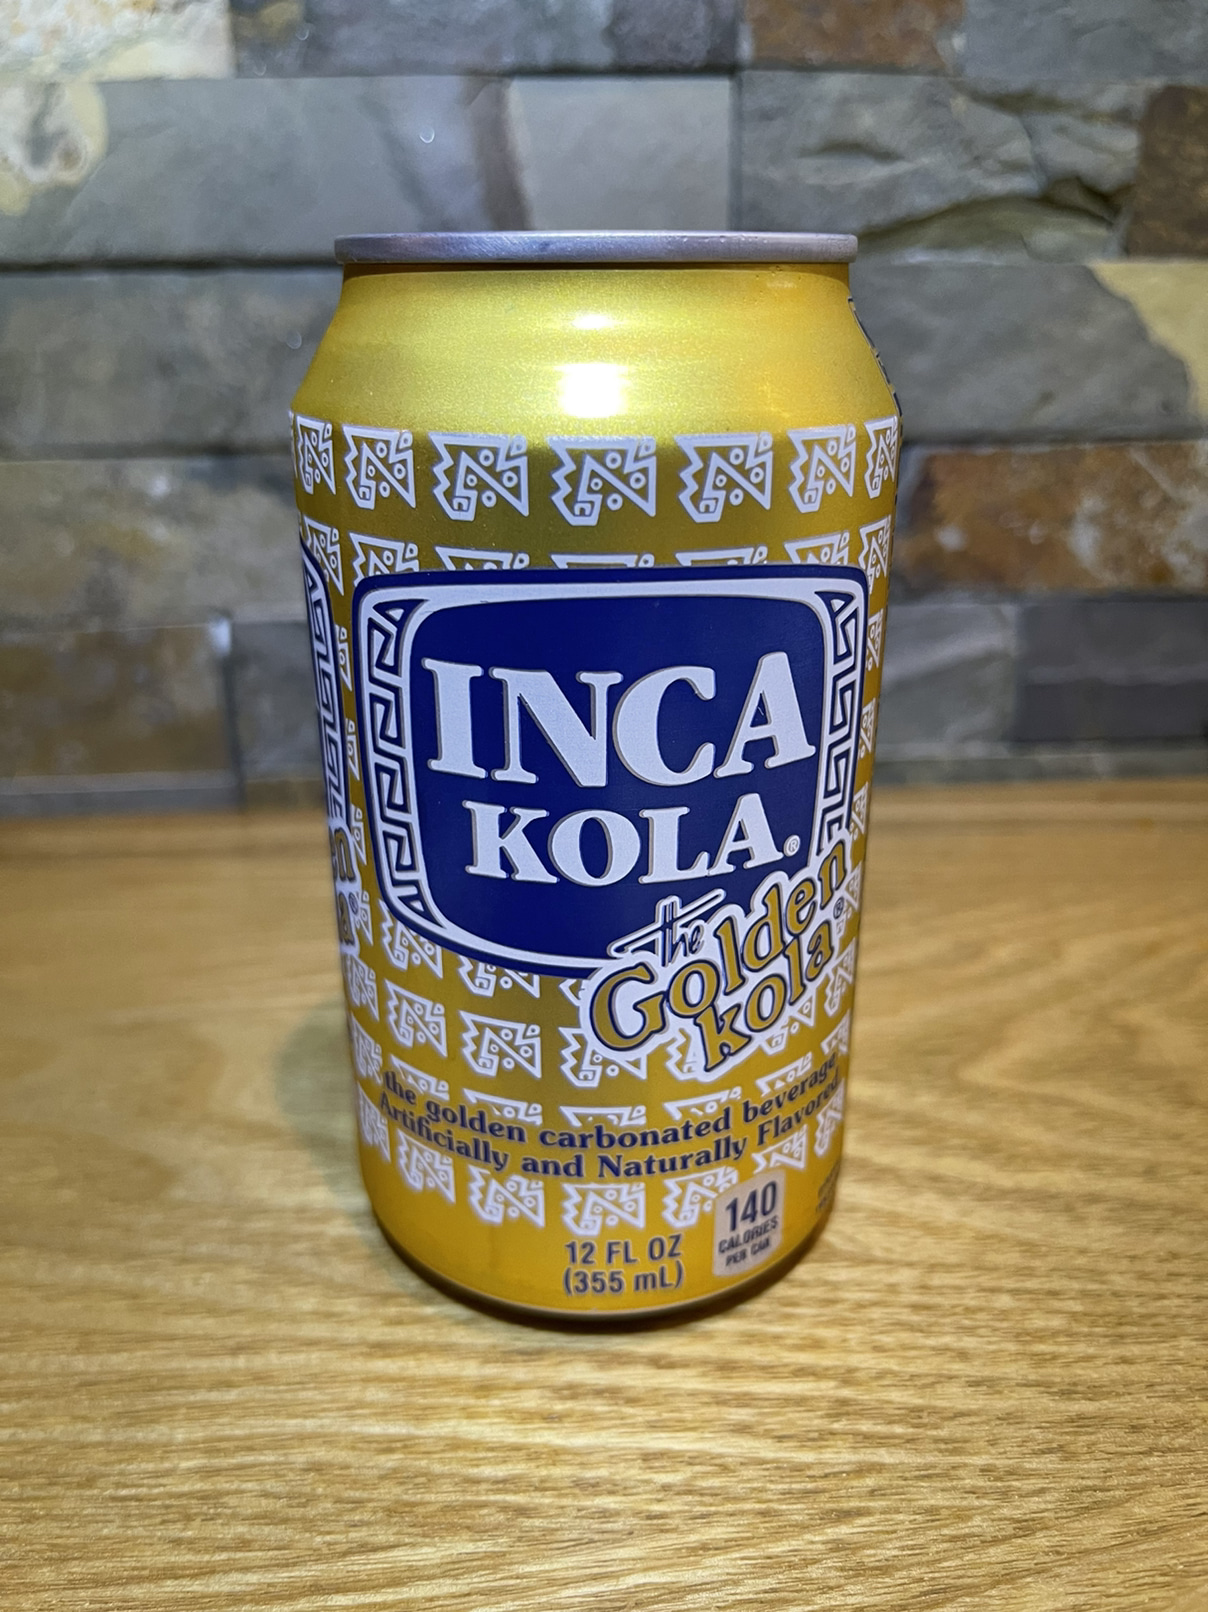 INCA
KOLA®
the
Golden
kola®
the golden carbonated beverage
Artificially and Naturally Flavored
140
CALORIES
PER CAN
12 FL OZ
(355 mL)